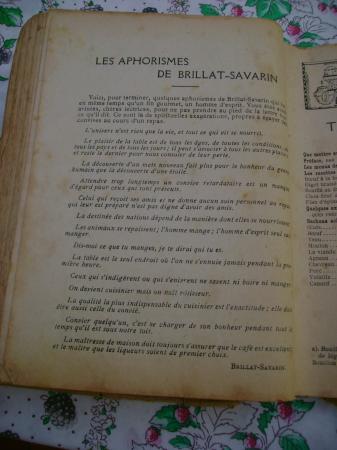 LES APHORISMES
DE BRILLAT-SAVARIN
Voici, pour terminer, quelques aphorismes de Brillat-Savarin qui
en même temps qu'un fin gourmet, un homme d'esprit. Vous êtes
avisées, chères lectrices, pour ne pas prendre au pied de la lettre tout
ce qu'il dit. Ce sont là de spirituelles exagérations, propres à égayer
convives au cours d'un repas.
L'univers n'est rien que la vie, et tout ce qui vit se nourrit.
Le plaisir de la table est de tous les âges, de toutes les conditions, de
tous les pays et de tous les jours; il peut s'associer à tous les autres plaisirs
et reste le dernier pour nous consoler de leur perte.
La découverte d'un mets nouveau fait plus pour le bonheur du genre
humain que la découverte d'une étoile.
Attendre trop longtemps un convive retardataire est un manque
d'égard pour ceux qui sont présents.
Celui qui reçoit ses amis et ne donne aucun soin personnel au repas
qui leur est préparé n'est pas digne d'avoir des amis.
La destinée des nations dépend de la manière dont elles se nourrissent.
Les animaux se repaissent; l'homme mange; l'homme d'esprit seul sait
manger.
Dis-moi ce que tu manges, je te dirai qui tu es.
La table est le seul endroit où l'on ne s'ennuie jamais pendant la pre-
mière heure.
Ceux qui s'indigèrent ou qui s'enivrent ne savent ni boire ni manger.
On devient cuisinier mais on naît rôtisseur.
La qualité la plus indispensable du cuisinier est l'exactitude; elle doit
être aussi celle du convié.
Convier quelqu'un, c'est se charger de son bonheur pendant tout le
temps qu'il est sous notre toit.
La maîtresse de maison doit toujours s'assurer que le café est excellent
et le maître que les liqueurs soient de premier choix.
BRILLAT-SAVARIN.
T
Préface